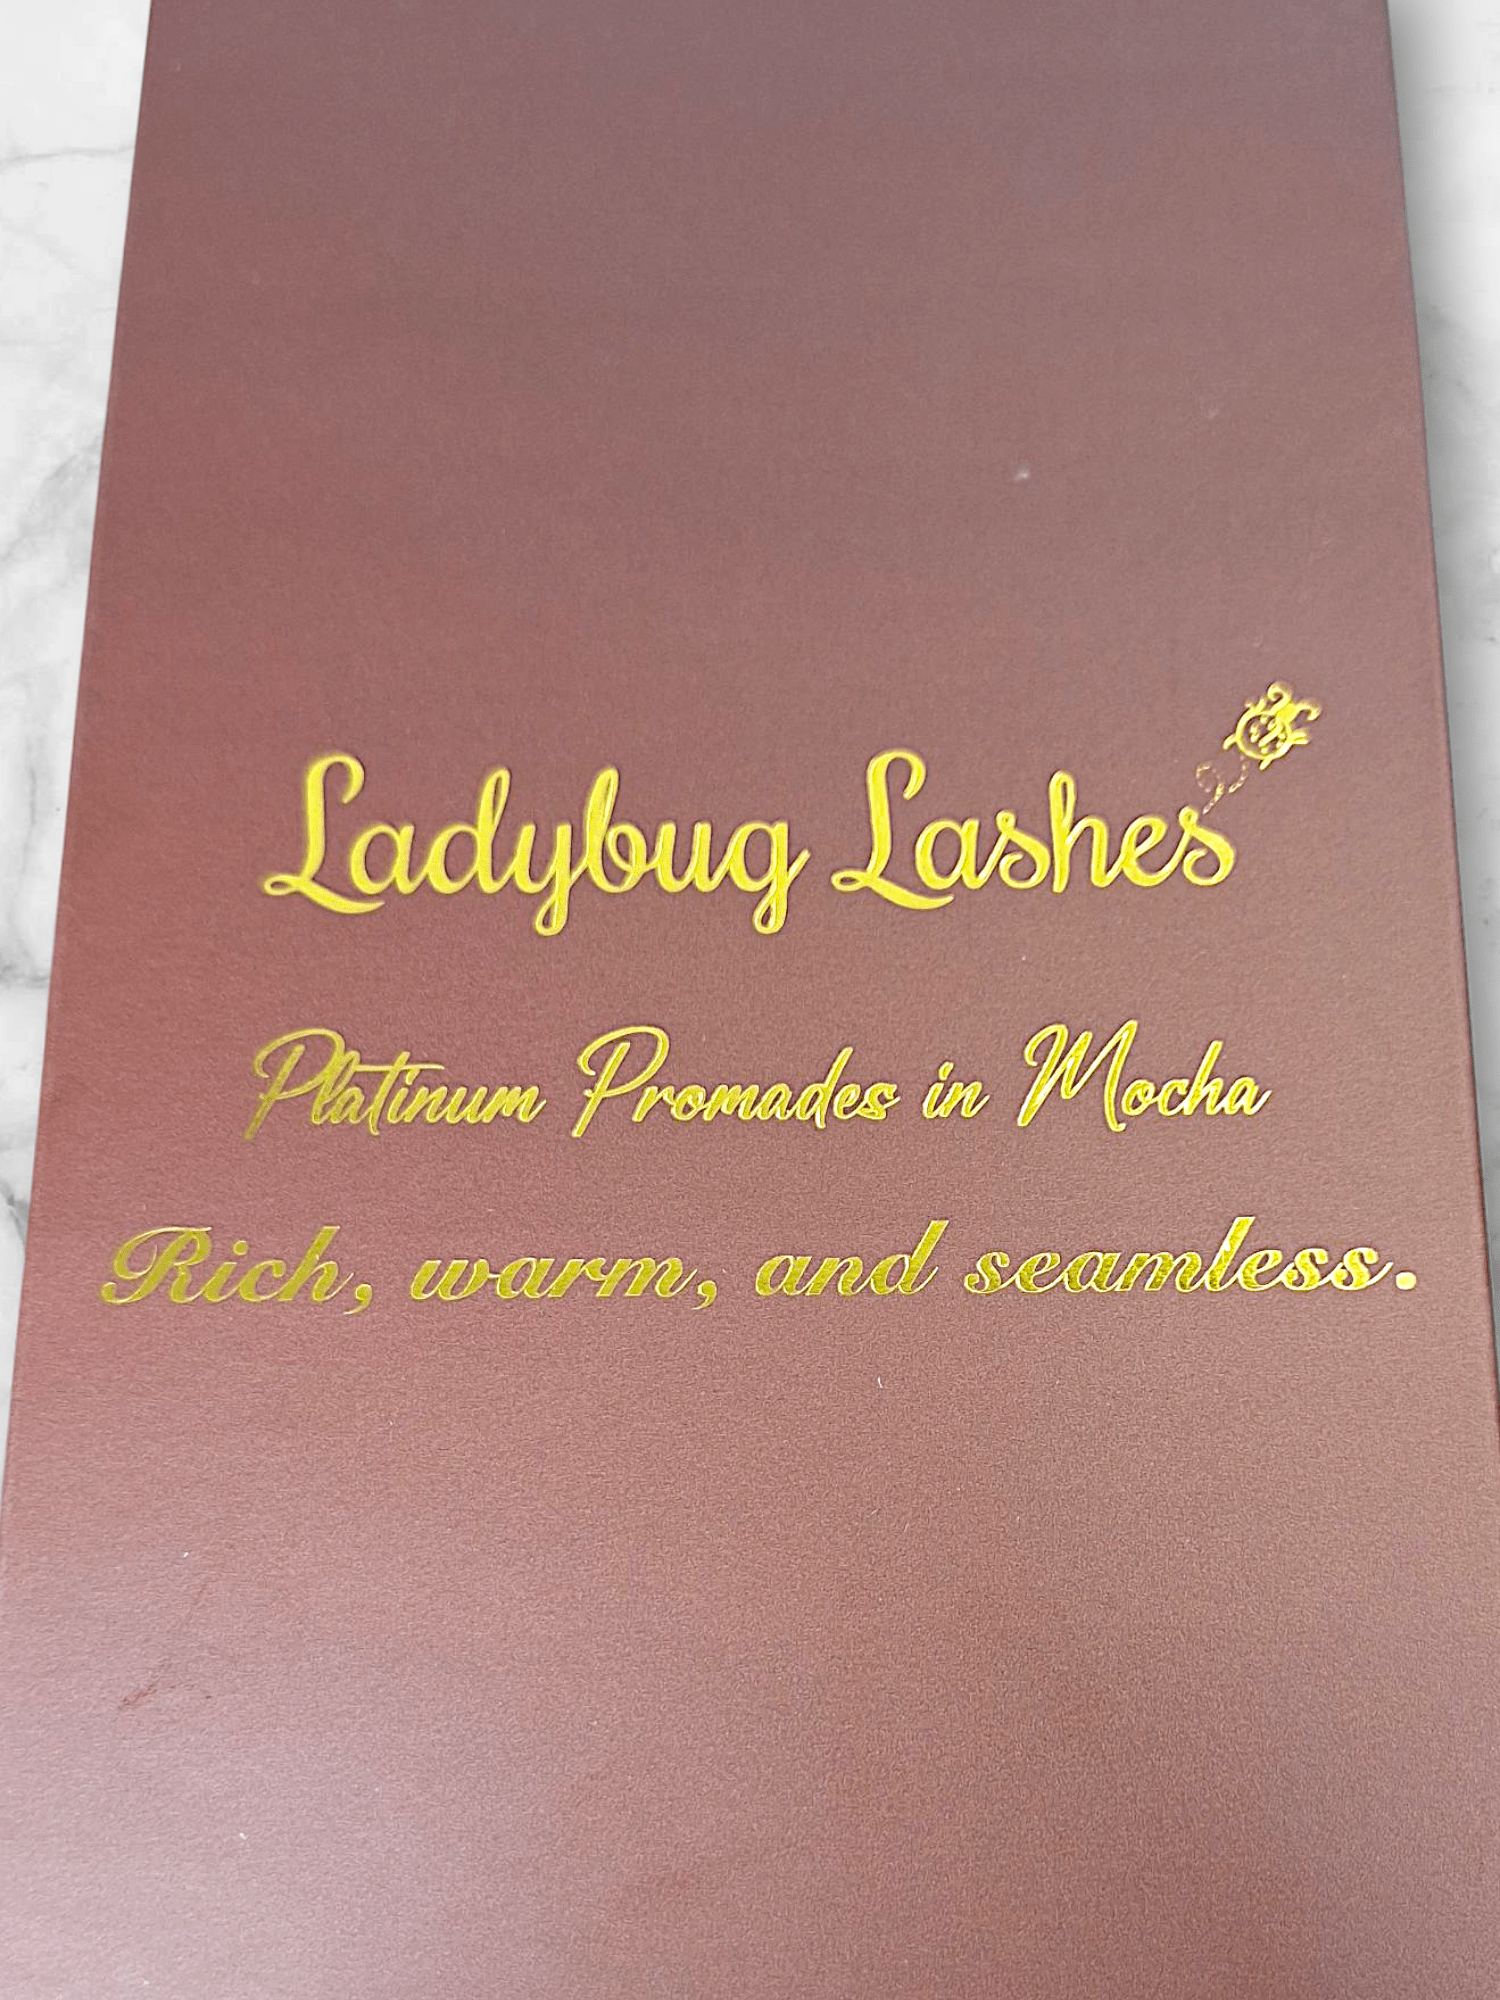 Ladybug Lashes
Platinum Promades in Mocha
Rich, warm, and seamless.